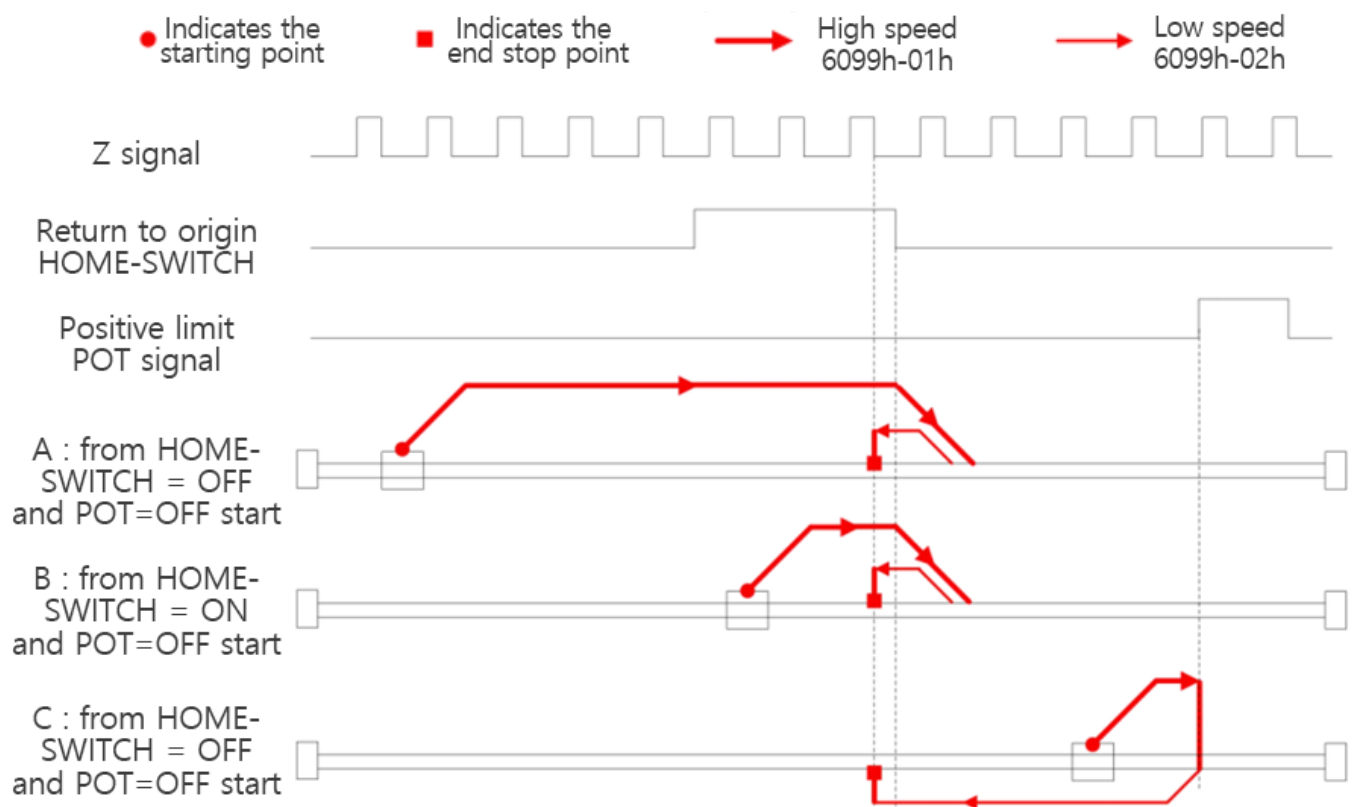 Indicates the
starting point
Indicates the
end stop point
High speed
6099h-01h
Low speed
6099h-02h
Z signal
Return to origin
HOME-SWITCH
Positive limit
POT signal
A : from HOME-
SWITCH = OFF
and POT=OFF start
B : from HOME-
SWITCH = ON
and POT=OFF start
C : from HOME-
SWITCH = OFF
and POT=OFF start